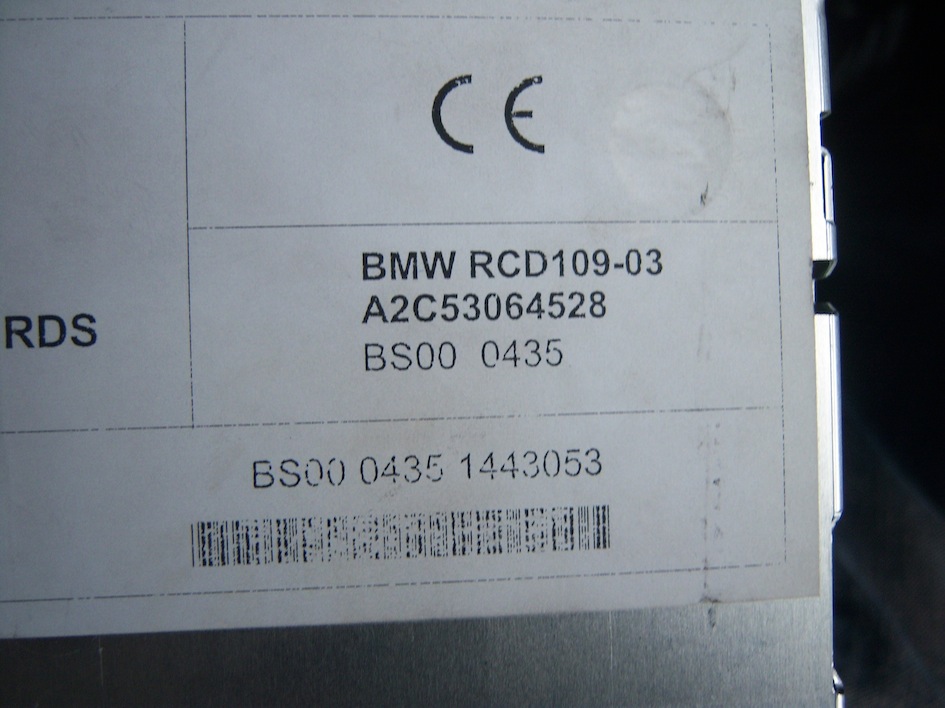 CE
BMW RCD109-03
A2C53064528
BS00 0435
RDS
BS00 0435 1443053